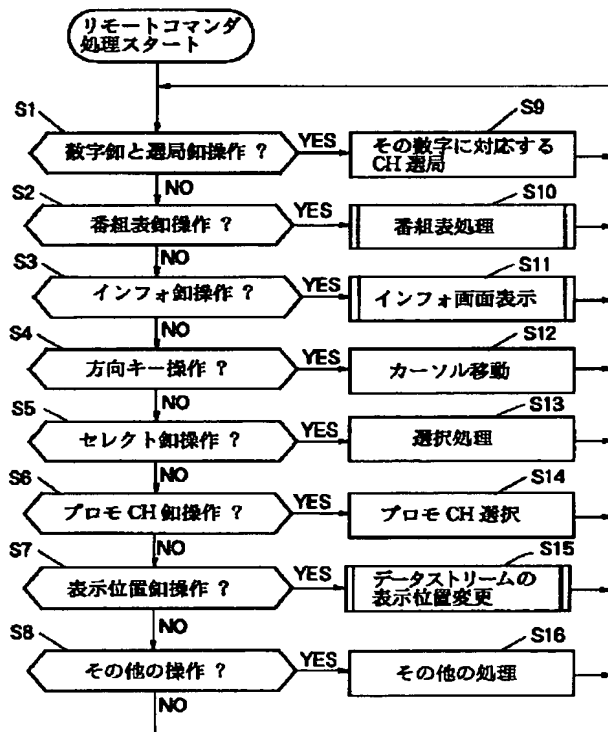 リモートコマンダ
処理スタート
S1
数字釦と選局釦操作 ?
YES
NO
S9
その数字に対応する
CH 選局
S2
番組表釦操作 ?
YES
NO
S10
番組表処理
S3
インフォ釦操作 ?
YES
NO
S11
インフォ画面表示
S4
方向キー操作 ?
YES
NO
S12
カーソル移動
S5
セレクト釦操作 ?
YES
NO
S13
選択処理
S6
プロモ CH 釦操作 ?
YES
NO
S14
プロモ CH 選択
S7
表示位置釦操作 ?
YES
NO
S15
データストリームの
表示位置変更
S8
その他の操作 ?
YES
NO
S16
その他の処理